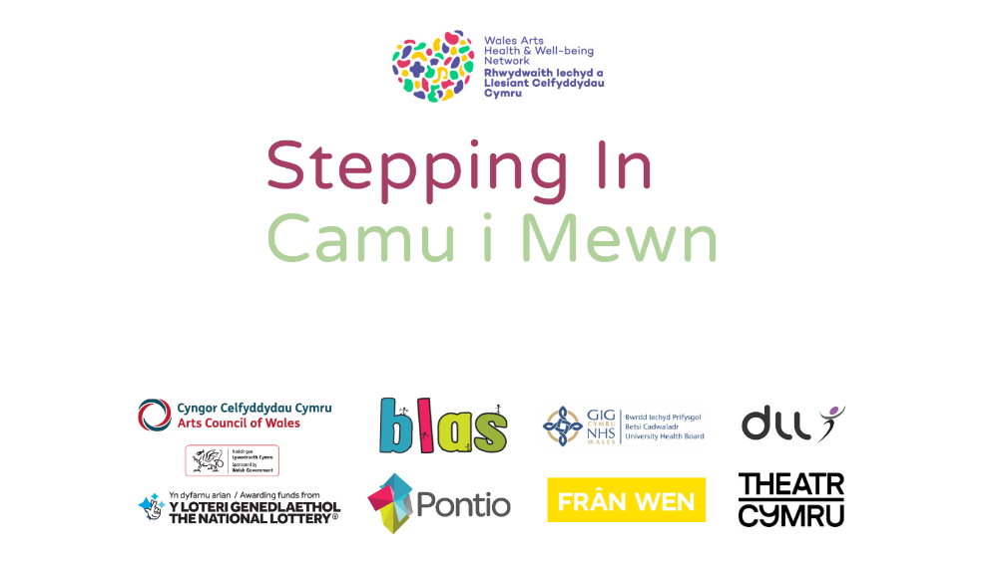 Wales Arts
Health & Well-being
Network
Rhwydwaith Iechyd a
Llesiant Celfyddydau
Cymru
Stepping In
Camu i Mewn
Cyngor Celfyddydau Cymru
Arts Council of Wales
Noddir gan
Lywodraeth Cymru
Sponsored by
Welsh Government
Yn dyfarnu arian / Awarding funds from
Y LOTERI GENEDLAETHOL
THE NATIONAL LOTTERY
blas
Pontio
GIG
CYMRU
NHS
WALES
Bwrdd Iechyd Prifysgol
Betsi Cadwaladr
University Health Board
FRÂN WEN
dll
THEATR
CYMRU